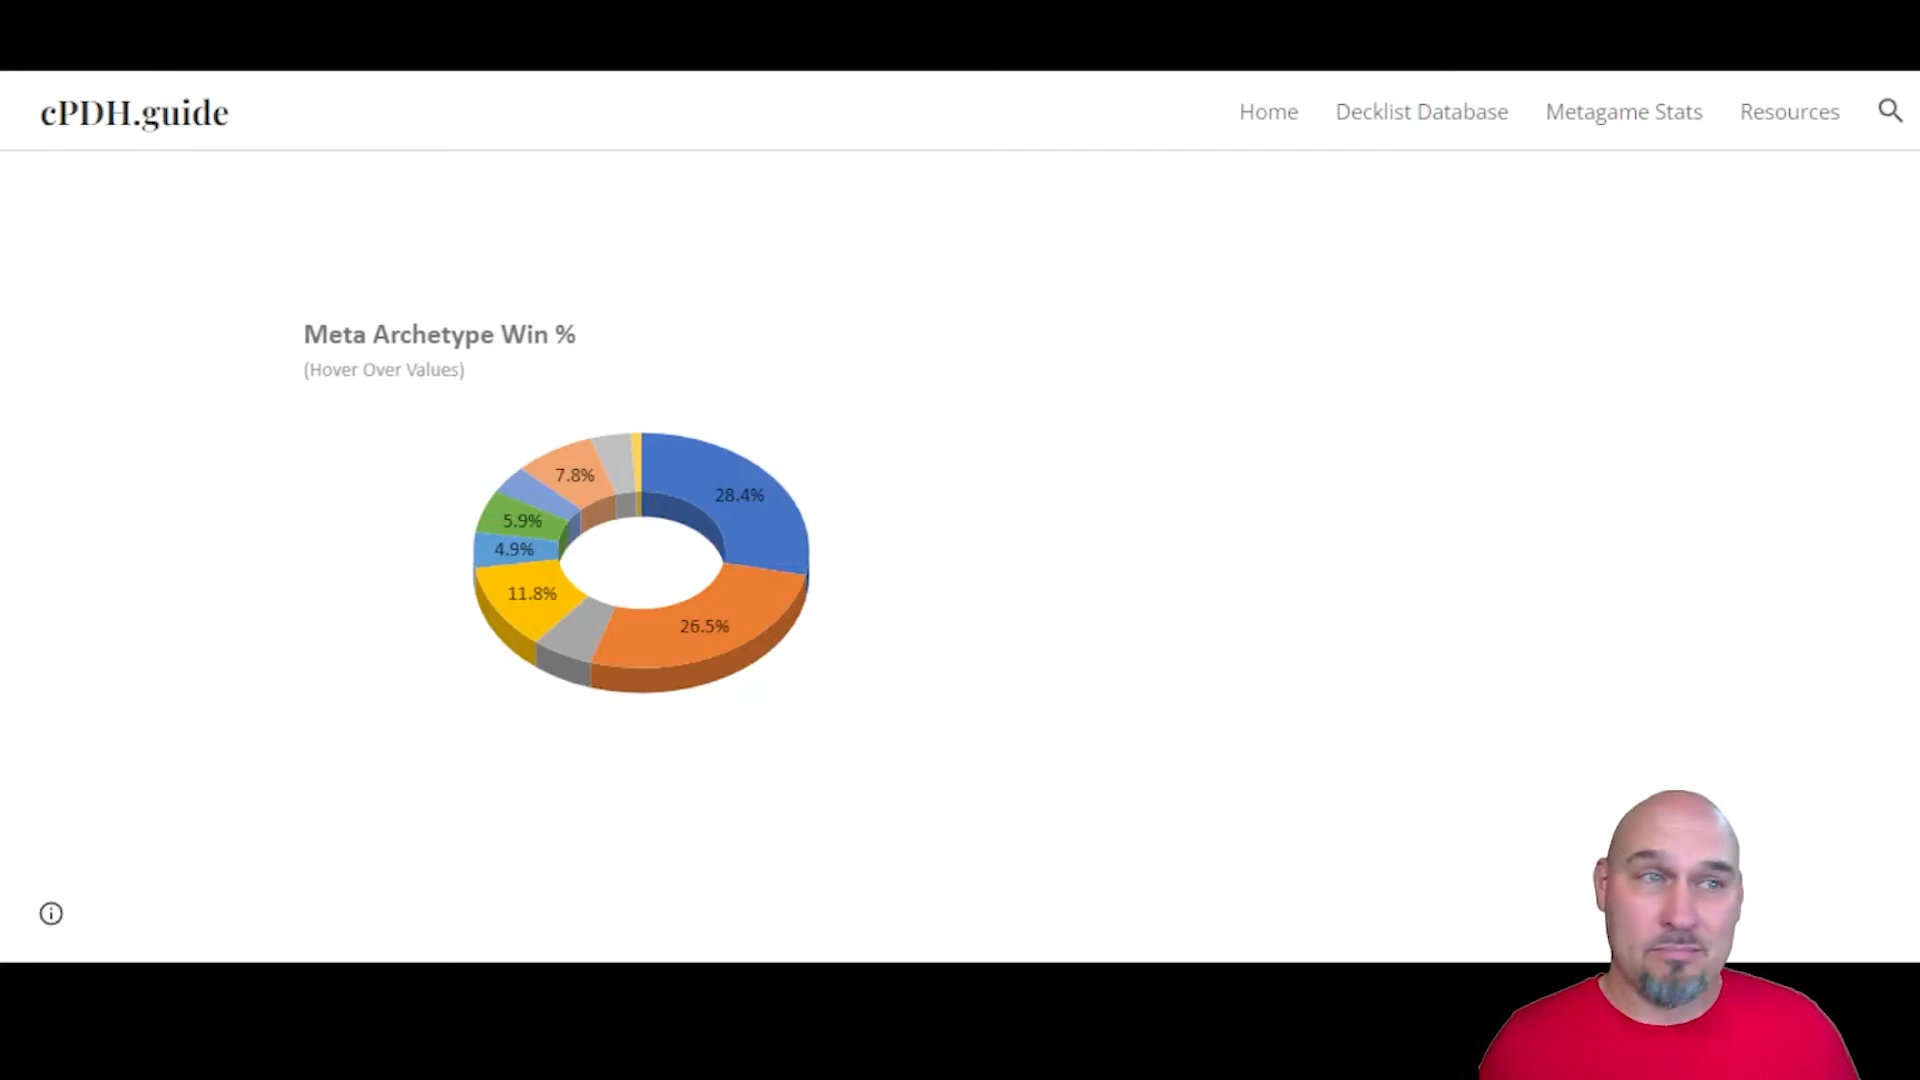 cPDH.guide
Home Decklist Database Metagame Stats Resources
Meta Archetype Win %
(Hover Over Values)
7.8%
28.4%
5.9%
4.9%
11.8%
26.5%